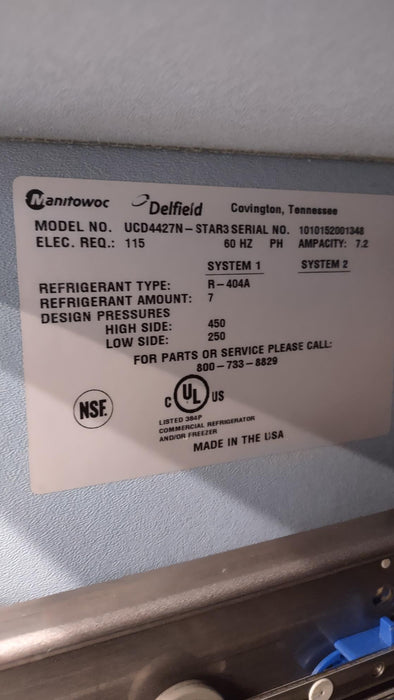 Manitowoc Delfield Covington, Tennessee
MODEL NO. UCD4427N-STAR3 SERIAL NO. 1010152001348
ELEC. REQ.: 115 60 HZ PH AMPACITY: 7.2
SYSTEM 1 SYSTEM 2
REFRIGERANT TYPE: R-404A
REFRIGERANT AMOUNT: 7
DESIGN PRESSURES
HIGH SIDE: 450
LOW SIDE: 250
FOR PARTS OR SERVICE PLEASE CALL:
800-733-8829
NSF
C UL US
LISTED 384P
COMMERCIAL REFRIGERATOR
AND/OR FREEZER
MADE IN THE USA